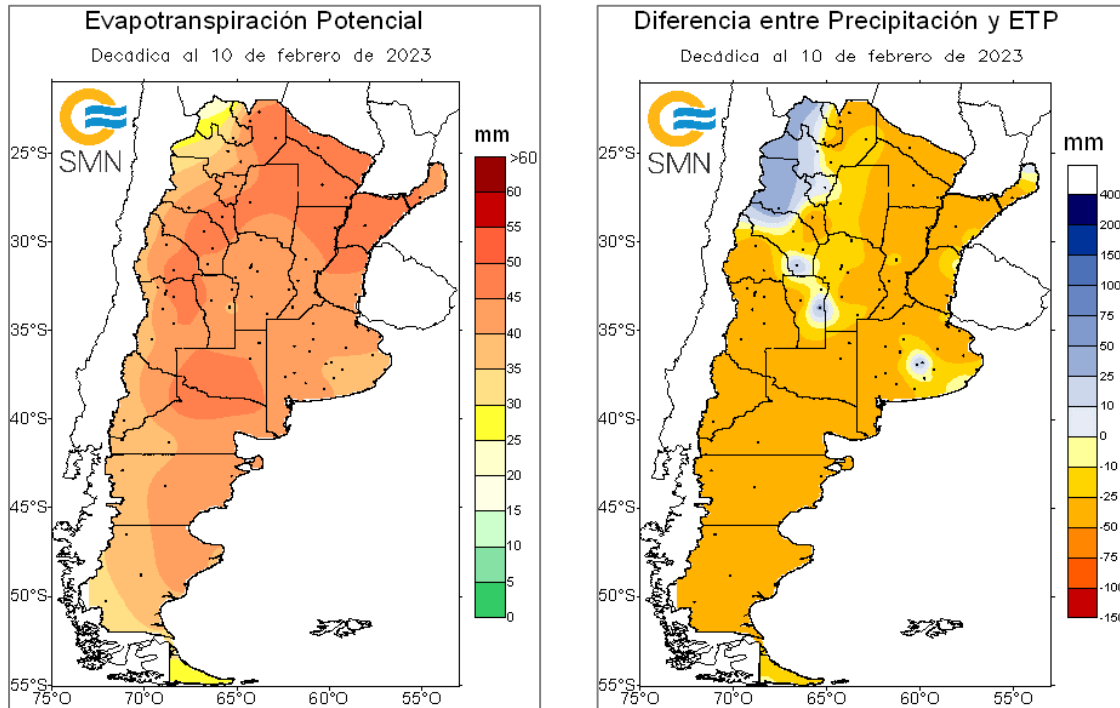 Evapotranspiración Potencial
Decádica al 10 de febrero de 2023
SMN
25°S
30°S
35°S
40°S
45°S
50°S
55°S
75°O
70°O
65°O
60°O
55°O
mm
>60
60
55
50
45
40
35
30
25
20
15
10
5
0
Diferencia entre Precipitación y ETP
Decádica al 10 de febrero de 2023
SMN
25°S
30°S
35°S
40°S
45°S
50°S
55°S
75°O
70°O
65°O
60°O
55°O
mm
400
200
150
100
75
50
25
10
0
-10
-25
-50
-75
-100
-150